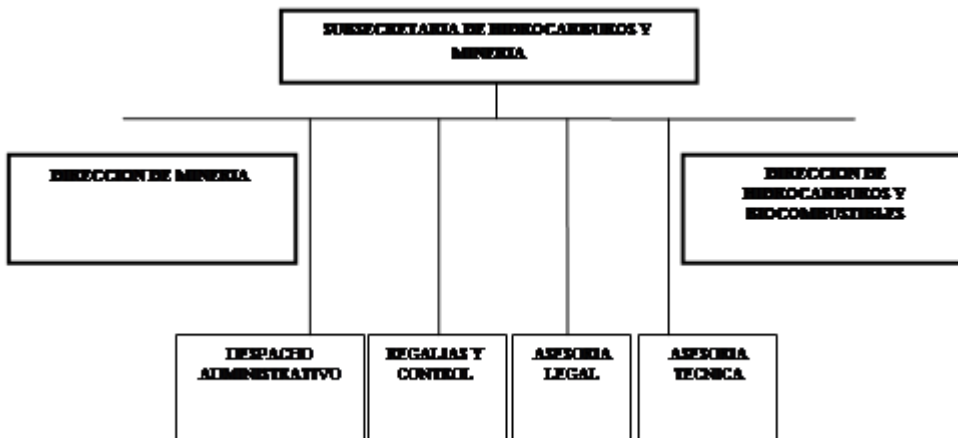 SUBSECRETARIA DE HIDROCARBUROS Y
MINERIA
DIRECCION DE MINERIA
DIRECCION DE
HIDROCARBUROS Y
BIOCOMBUSTIBLES
DESPACHO
ADMINISTRATIVO
REGALIAS Y
CONTROL
ASESORIA
LEGAL
ASESORIA
TECNICA